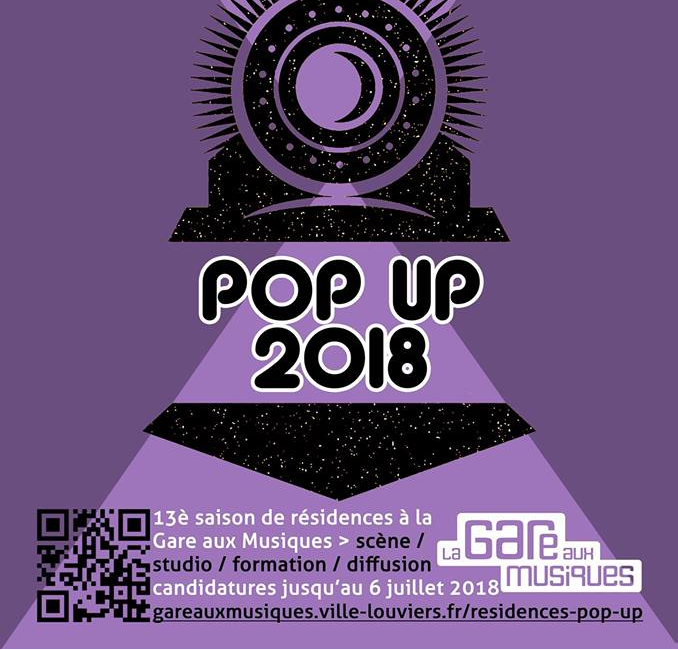 POP UP
2018
13è saison de résidences à la
Gare aux Musiques > scène /
studio / formation / diffusion
candidatures jusqu'au 6 juillet 2018
gareauxmusiques.ville-louviers.fr/residences-pop-up
La Gare aux
musiques